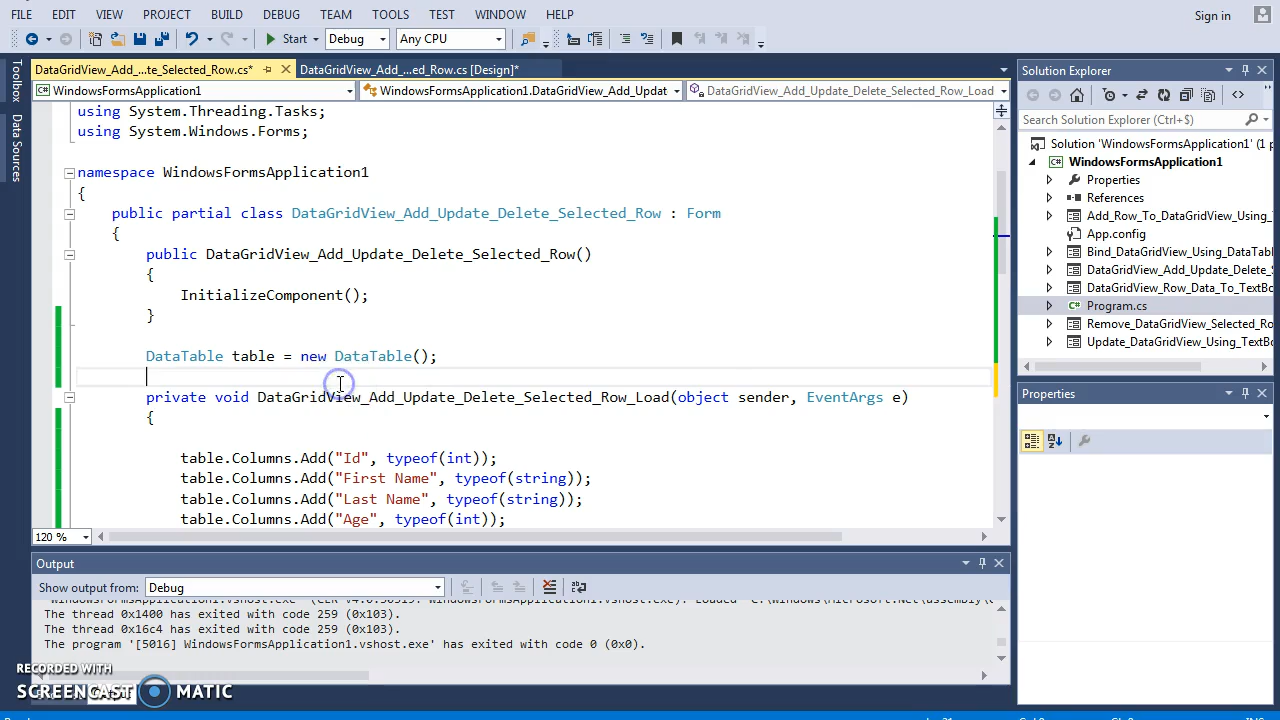 FILE EDIT VIEW PROJECT BUILD DEBUG TEAM TOOLS TEST WINDOW HELP Sign in
Start Debug Any CPU
Toolbox
Data Sources
DataGridView_Add_...te_Selected_Row.cs* DataGridView_Add_...ed_Row.cs [Design]*
WindowsFormsApplication1 WindowsFormsApplication1.DataGridView_Add_Updat DataGridView_Add_Update_Delete_Selected_Row_Load
using System.Threading.Tasks;
using System.Windows.Forms;
namespace WindowsFormsApplication1
{
public partial class DataGridView_Add_Update_Delete_Selected_Row : Form
{
public DataGridView_Add_Update_Delete_Selected_Row()
{
InitializeComponent();
}
DataTable table = new DataTable();
private void DataGridView_Add_Update_Delete_Selected_Row_Load(object sender, EventArgs e)
{
table.Columns.Add("Id", typeof(int));
table.Columns.Add("First Name", typeof(string));
table.Columns.Add("Last Name", typeof(string));
table.Columns.Add("Age", typeof(int));
120 %
Output
Show output from: Debug
The thread 0x1400 has exited with code 259 (0x103).
The thread 0x16c4 has exited with code 259 (0x103).
The program '[5016] WindowsFormsApplication1.vshost.exe' has exited with code 0 (0x0).
Solution Explorer
Search Solution Explorer (Ctrl+$)
Solution 'WindowsFormsApplication1' (1 p
WindowsFormsApplication1
Properties
References
Add_Row_To_DataGridView_Using_T
App.config
Bind_DataGridView_Using_DataTabl
DataGridView_Add_Update_Delete_S
DataGridView_Row_Data_To_TextBo
Program.cs
Remove_DataGridView_Selected_Ro
Update_DataGridView_Using_TextBo
Properties
RECORDED WITH
SCREENCAST MATIC